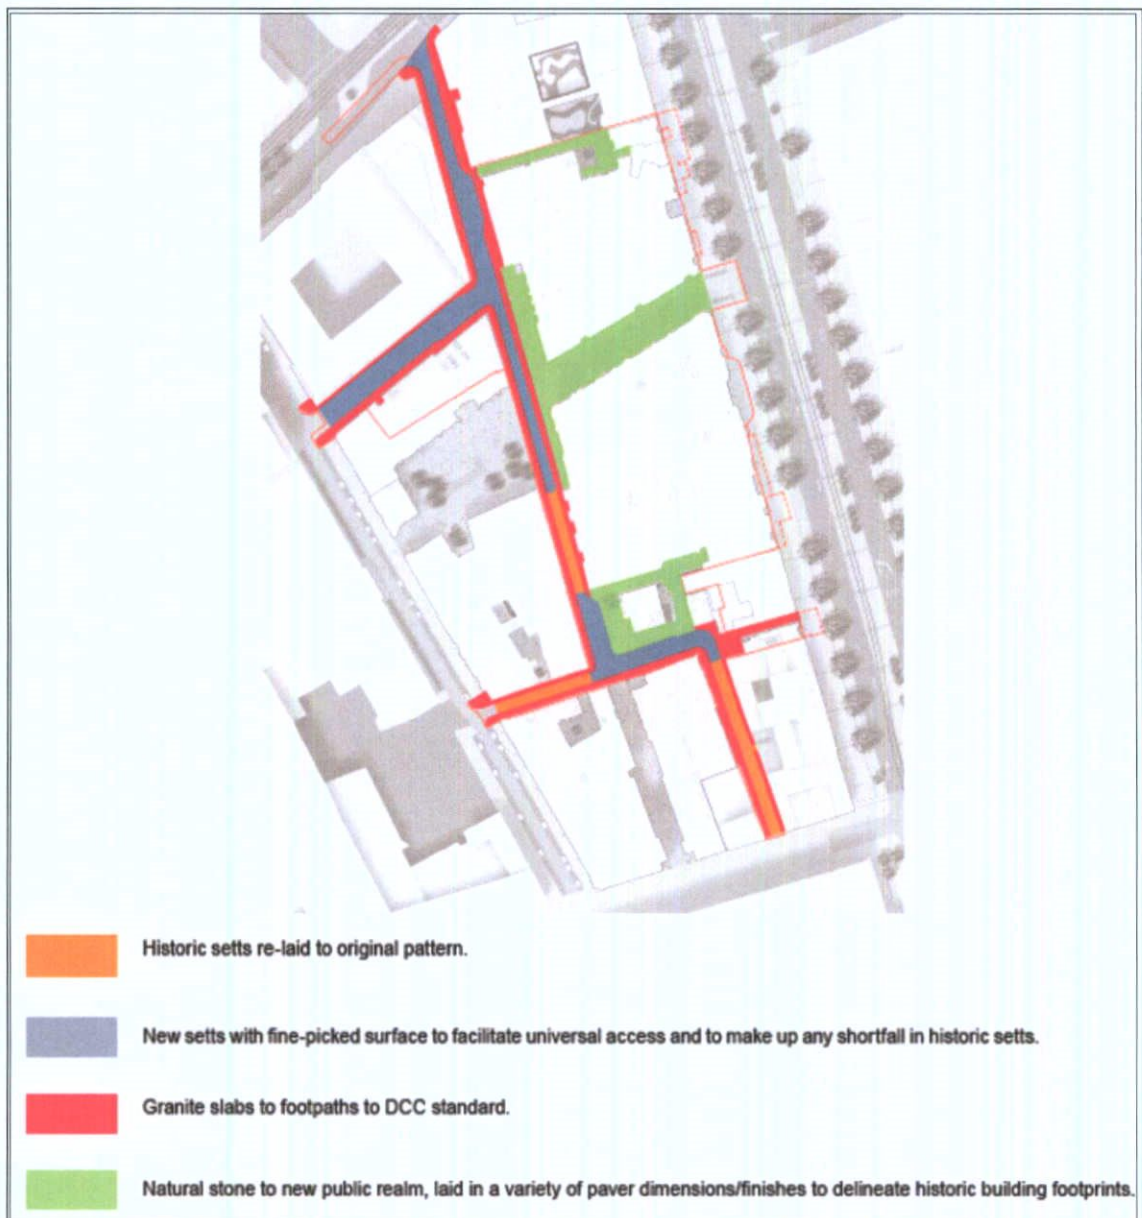 Historic setts re-laid to original pattern.
New setts with fine-picked surface to facilitate universal access and to make up any shortfall in historic setts.
Granite slabs to footpaths to DCC standard.
Natural stone to new public realm, laid in a variety of paver dimensions/finishes to delineate historic building footprints.